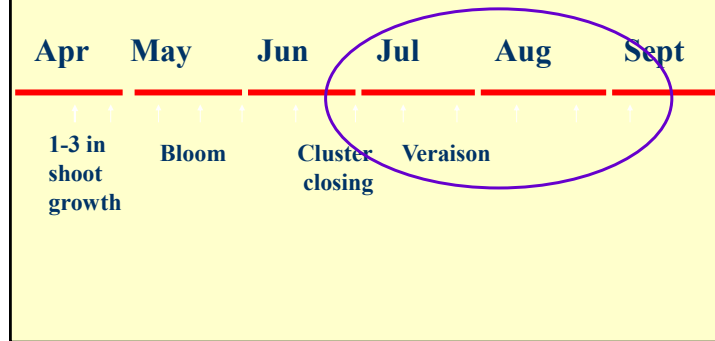 Apr May Jun Jul Aug Sept
1-3 in
shoot
growth
Bloom
Cluster
closing
Veraison